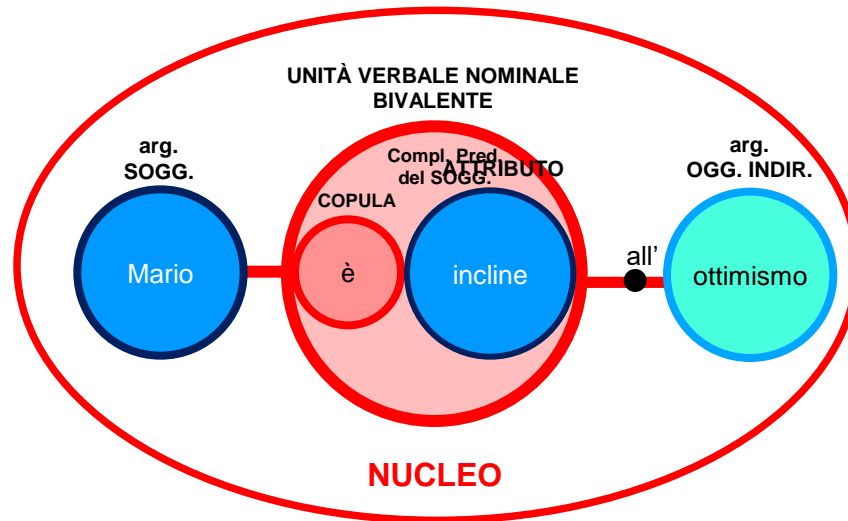 UNITÀ VERBALE NOMINALE
BIVALENTE
arg.
SOGG.
Compl. Pred.
del SOGG.
ATTRIBUTO
arg.
OGG. INDIR.
COPULA
Mario
è
incline
all'
ottimismo
NUCLEO